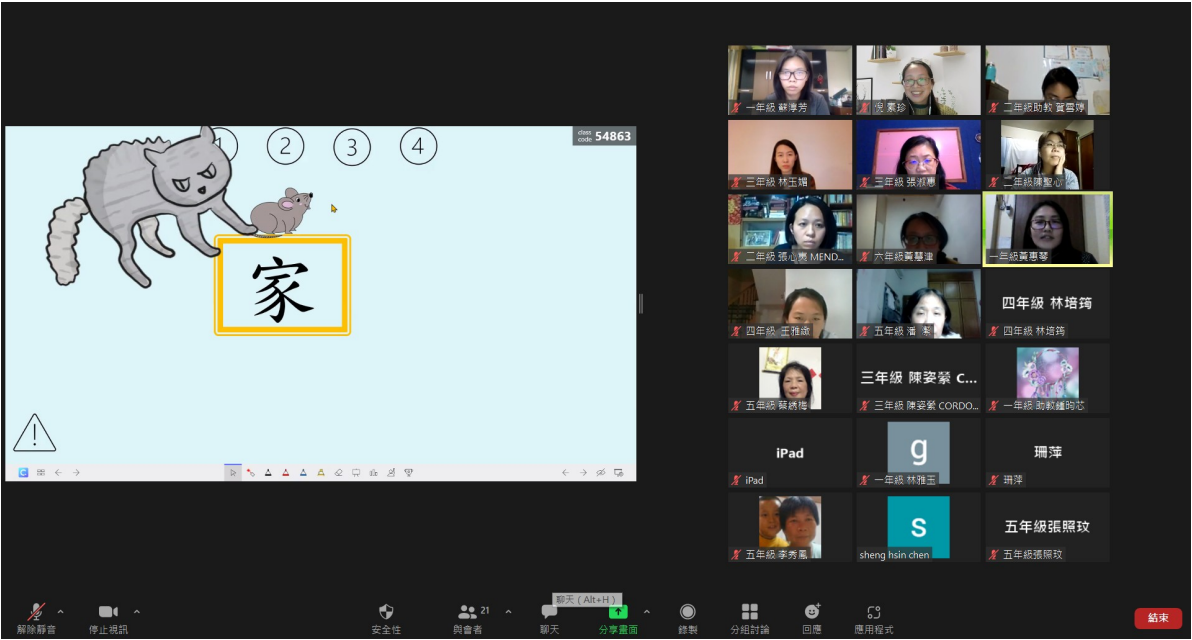 1 2 3 4
class code 54863
家
!
一年級 蘇淳芳
倪素珍
二年級助教 賀雲婷
三年級 林玉媚
三年級 張淑惠
二年級陳聖心
二年級 張心惠 MEND...
六年級黃慧津
一年級黃惠琴
四年級 王雅緻
五年級 潘 潔
四年級 林培筠
四年級 林培筠
五年級 蔡綉梅
三年級 陳姿縈 C...
三年級 陳姿縈 CORDO...
一年級 助教鍾昀芯
iPad
iPad
g
一年級 林雅玉
珊萍
珊萍
五年級 李秀鳳
s
sheng hsin chen
五年級張照玟
五年級張照玟
聊天（Alt+H）
解除靜音
停止視訊
安全性
21
與會者
聊天
分享畫面
錄製
分組討論
回應
應用程式
結束